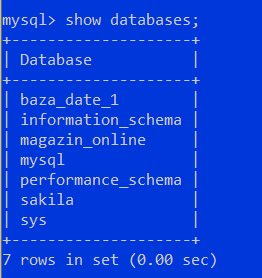 mysql> show databases;
+--------------------+
| Database           |
+--------------------+
| baza_date_1        |
| information_schema |
| magazin_online     |
| mysql              |
| performance_schema |
| sakila             |
| sys                |
+--------------------+
7 rows in set (0.00 sec)